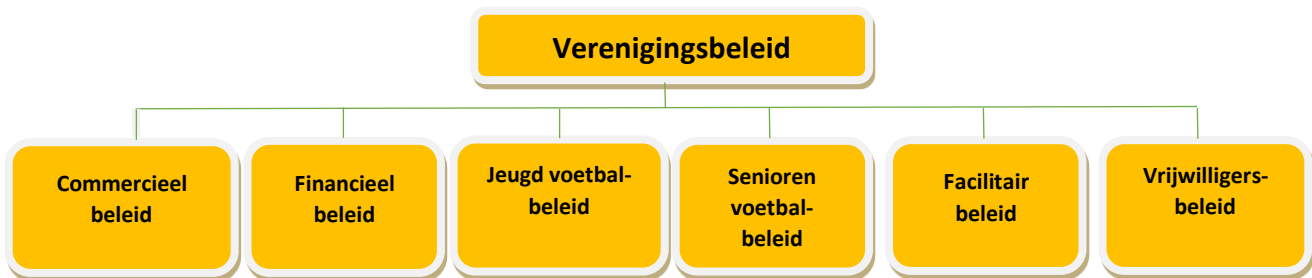 Verenigingsbeleid
Commercieel
beleid
Financieel
beleid
Jeugd voetbal-
beleid
Senioren
voetbal-
beleid
Facilitair
beleid
Vrijwilligers-
beleid